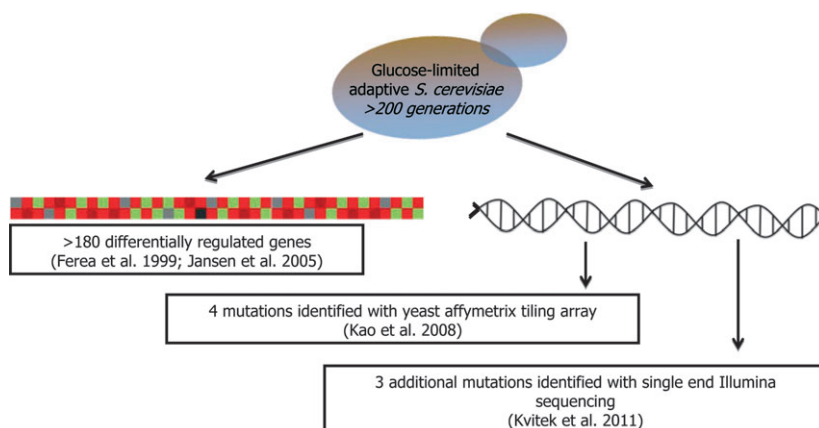 Glucose-limited
adaptive S. cerevisiae
>200 generations
>180 differentially regulated genes
(Ferea et al. 1999; Jansen et al. 2005)
4 mutations identified with yeast affymetrix tiling array
(Kao et al. 2008)
3 additional mutations identified with single end Illumina
sequencing
(Kvitek et al. 2011)